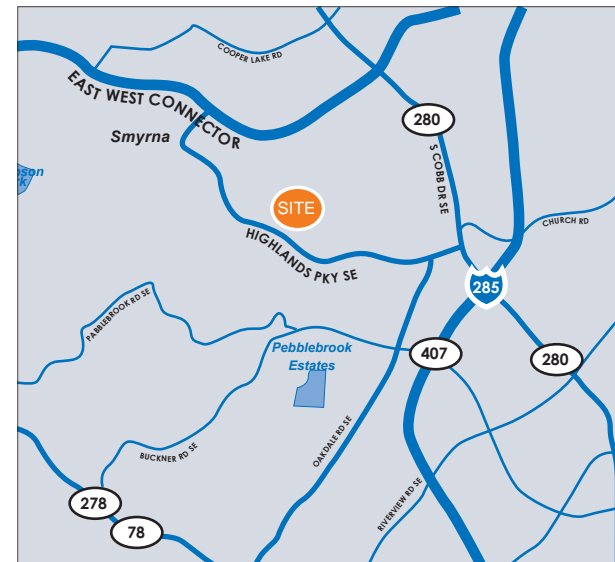 COOPER LAKE RD
EAST WEST CONNECTOR
280
Smyrna
S COBB DR SE
SITE
CHURCH RD
HIGHLANDS PKY SE
285
PABBLEBROOK RD SE
Pebblebrook
Estates
407
280
OAKDALE RD SE
BUCKNER RD SE
RIVERVIEW RD SE
278
78